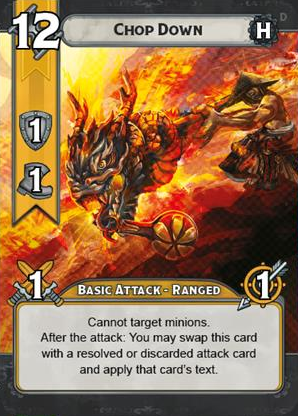 12
CHOP DOWN
H
D
1
1
1
BASIC ATTACK - RANGED
1
Cannot target minions.
After the attack: You may swap this card
with a resolved or discarded attack card
and apply that card's text.